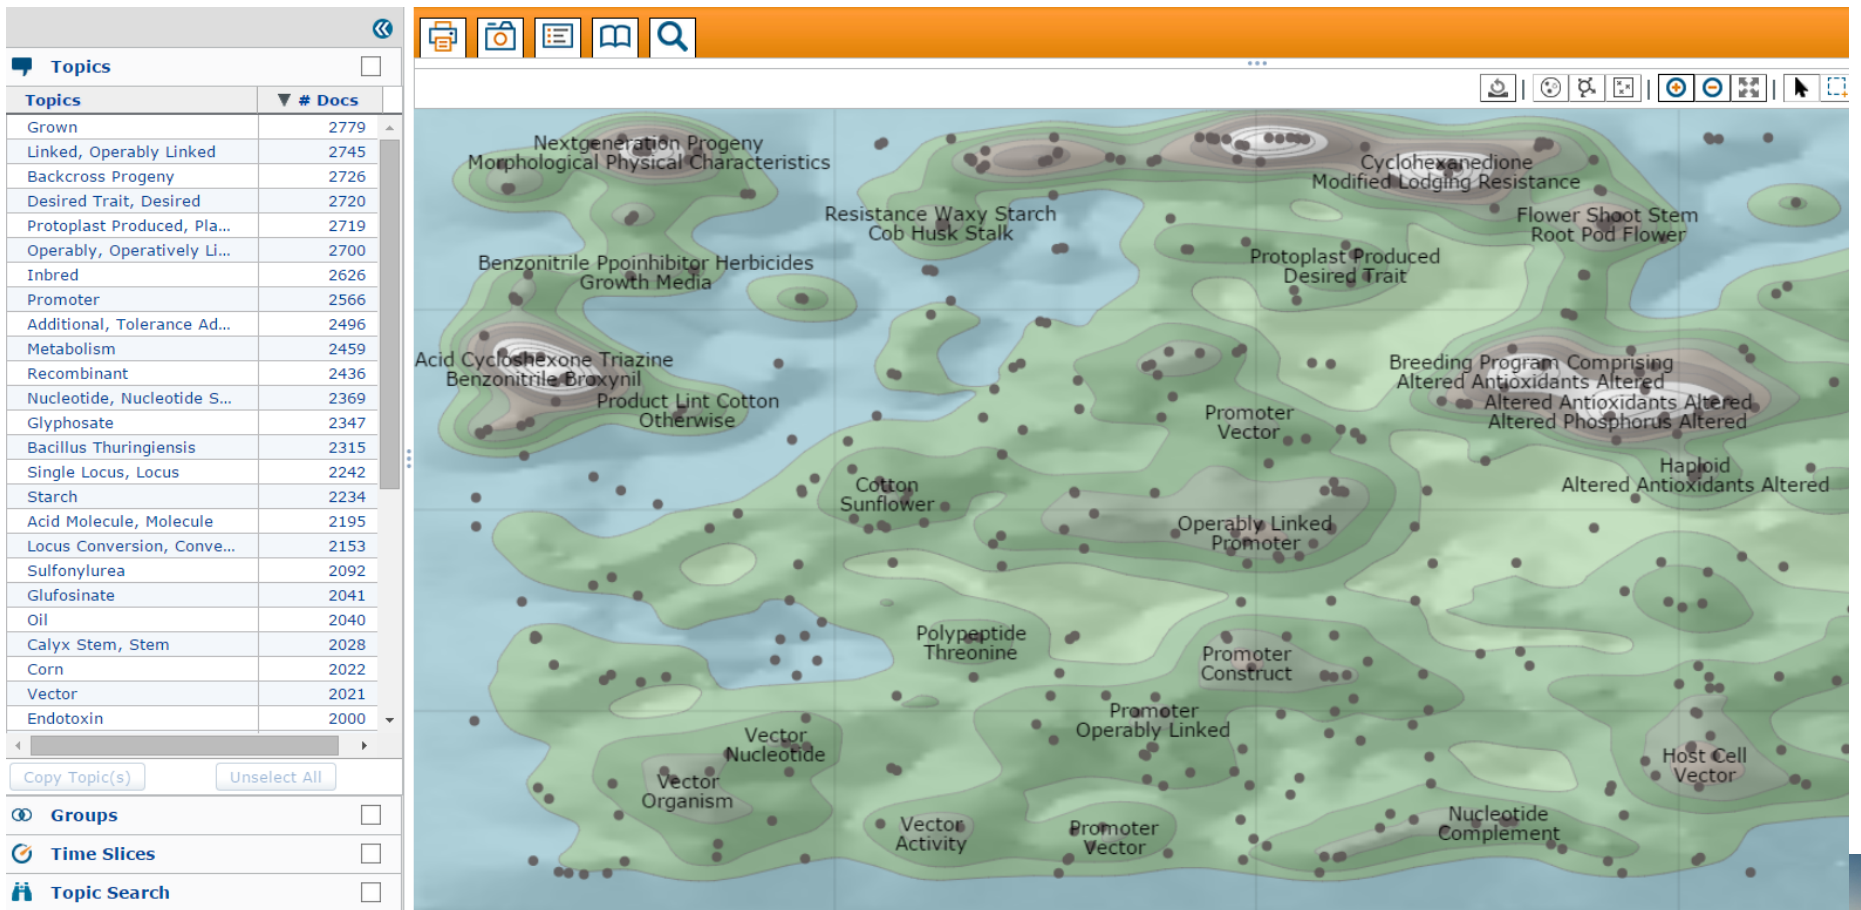 Topics
Topics ▼ # Docs
Grown 2779
Linked, Operably Linked 2745
Backcross Progeny 2726
Desired Trait, Desired 2720
Protoplast Produced, Pla... 2719
Operably, Operatively Li... 2700
Inbred 2626
Promoter 2566
Additional, Tolerance Ad... 2496
Metabolism 2459
Recombinant 2436
Nucleotide, Nucleotide S... 2369
Glyphosate 2347
Bacillus Thuringiensis 2315
Single Locus, Locus 2242
Starch 2234
Acid Molecule, Molecule 2195
Locus Conversion, Conve... 2153
Sulfonylurea 2092
Glufosinate 2041
Oil 2040
Calyx Stem, Stem 2028
Corn 2022
Vector 2021
Endotoxin 2000
Copy Topic(s) Unselect All
Groups
Time Slices
Topic Search
Nextgeneration Progeny
Morphological Physical Characteristics
Cyclohexanedione
Modified Lodging Resistance
Resistance Waxy Starch
Cob Husk Stalk
Flower Shoot Stem
Root Pod Flower
Benzonitrile Ppoinhibitor Herbicides
Growth Media
Protoplast Produced
Desired Trait
Acid Cycloshexone Triazine
Benzonitrile Broxynil
Product Lint Cotton
Otherwise
Breeding Program Comprising
Altered Antioxidants Altered
Altered Antioxidants Altered
Altered Phosphorus Altered
Promoter
Vector
Haploid
Altered Antioxidants Altered
Cotton
Sunflower
Operably Linked
Promoter
Polypeptide
Threonine
Promoter
Construct
Promoter
Operably Linked
Vector
Nucleotide
Vector
Organism
Host Cell
Vector
Vector
Activity
Promoter
Vector
Nucleotide
Complement